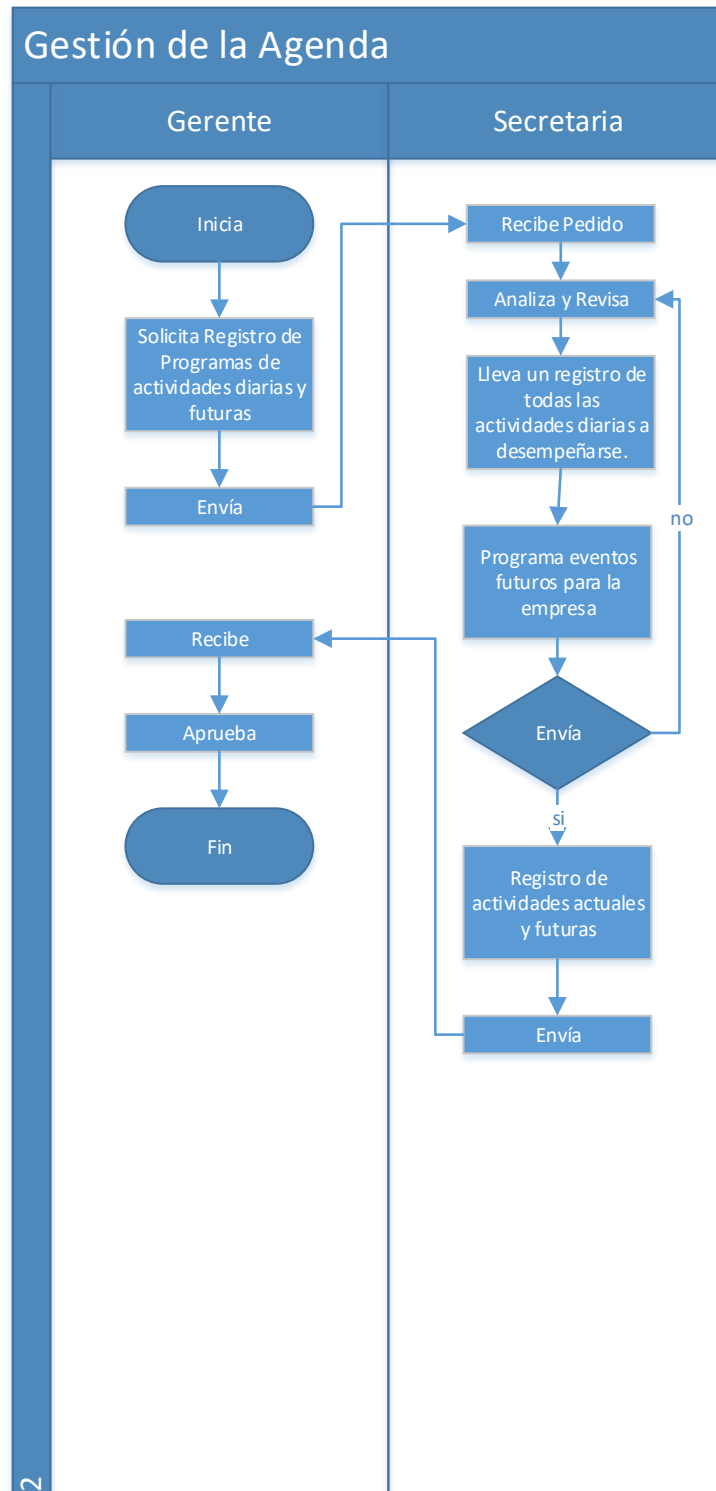 Gestión de la Agenda
Gerente
Secretaria
Inicia
Solicita Registro de
Programas de
actividades diarias y
futuras
Envía
Recibe
Aprueba
Fin
Recibe Pedido
Analiza y Revisa
Lleva un registro de
todas las
actividades diarias a
desempeñarse.
Programa eventos
futuros para la
empresa
no
Envía
si
Registro de
actividades actuales
y futuras
Envía
2